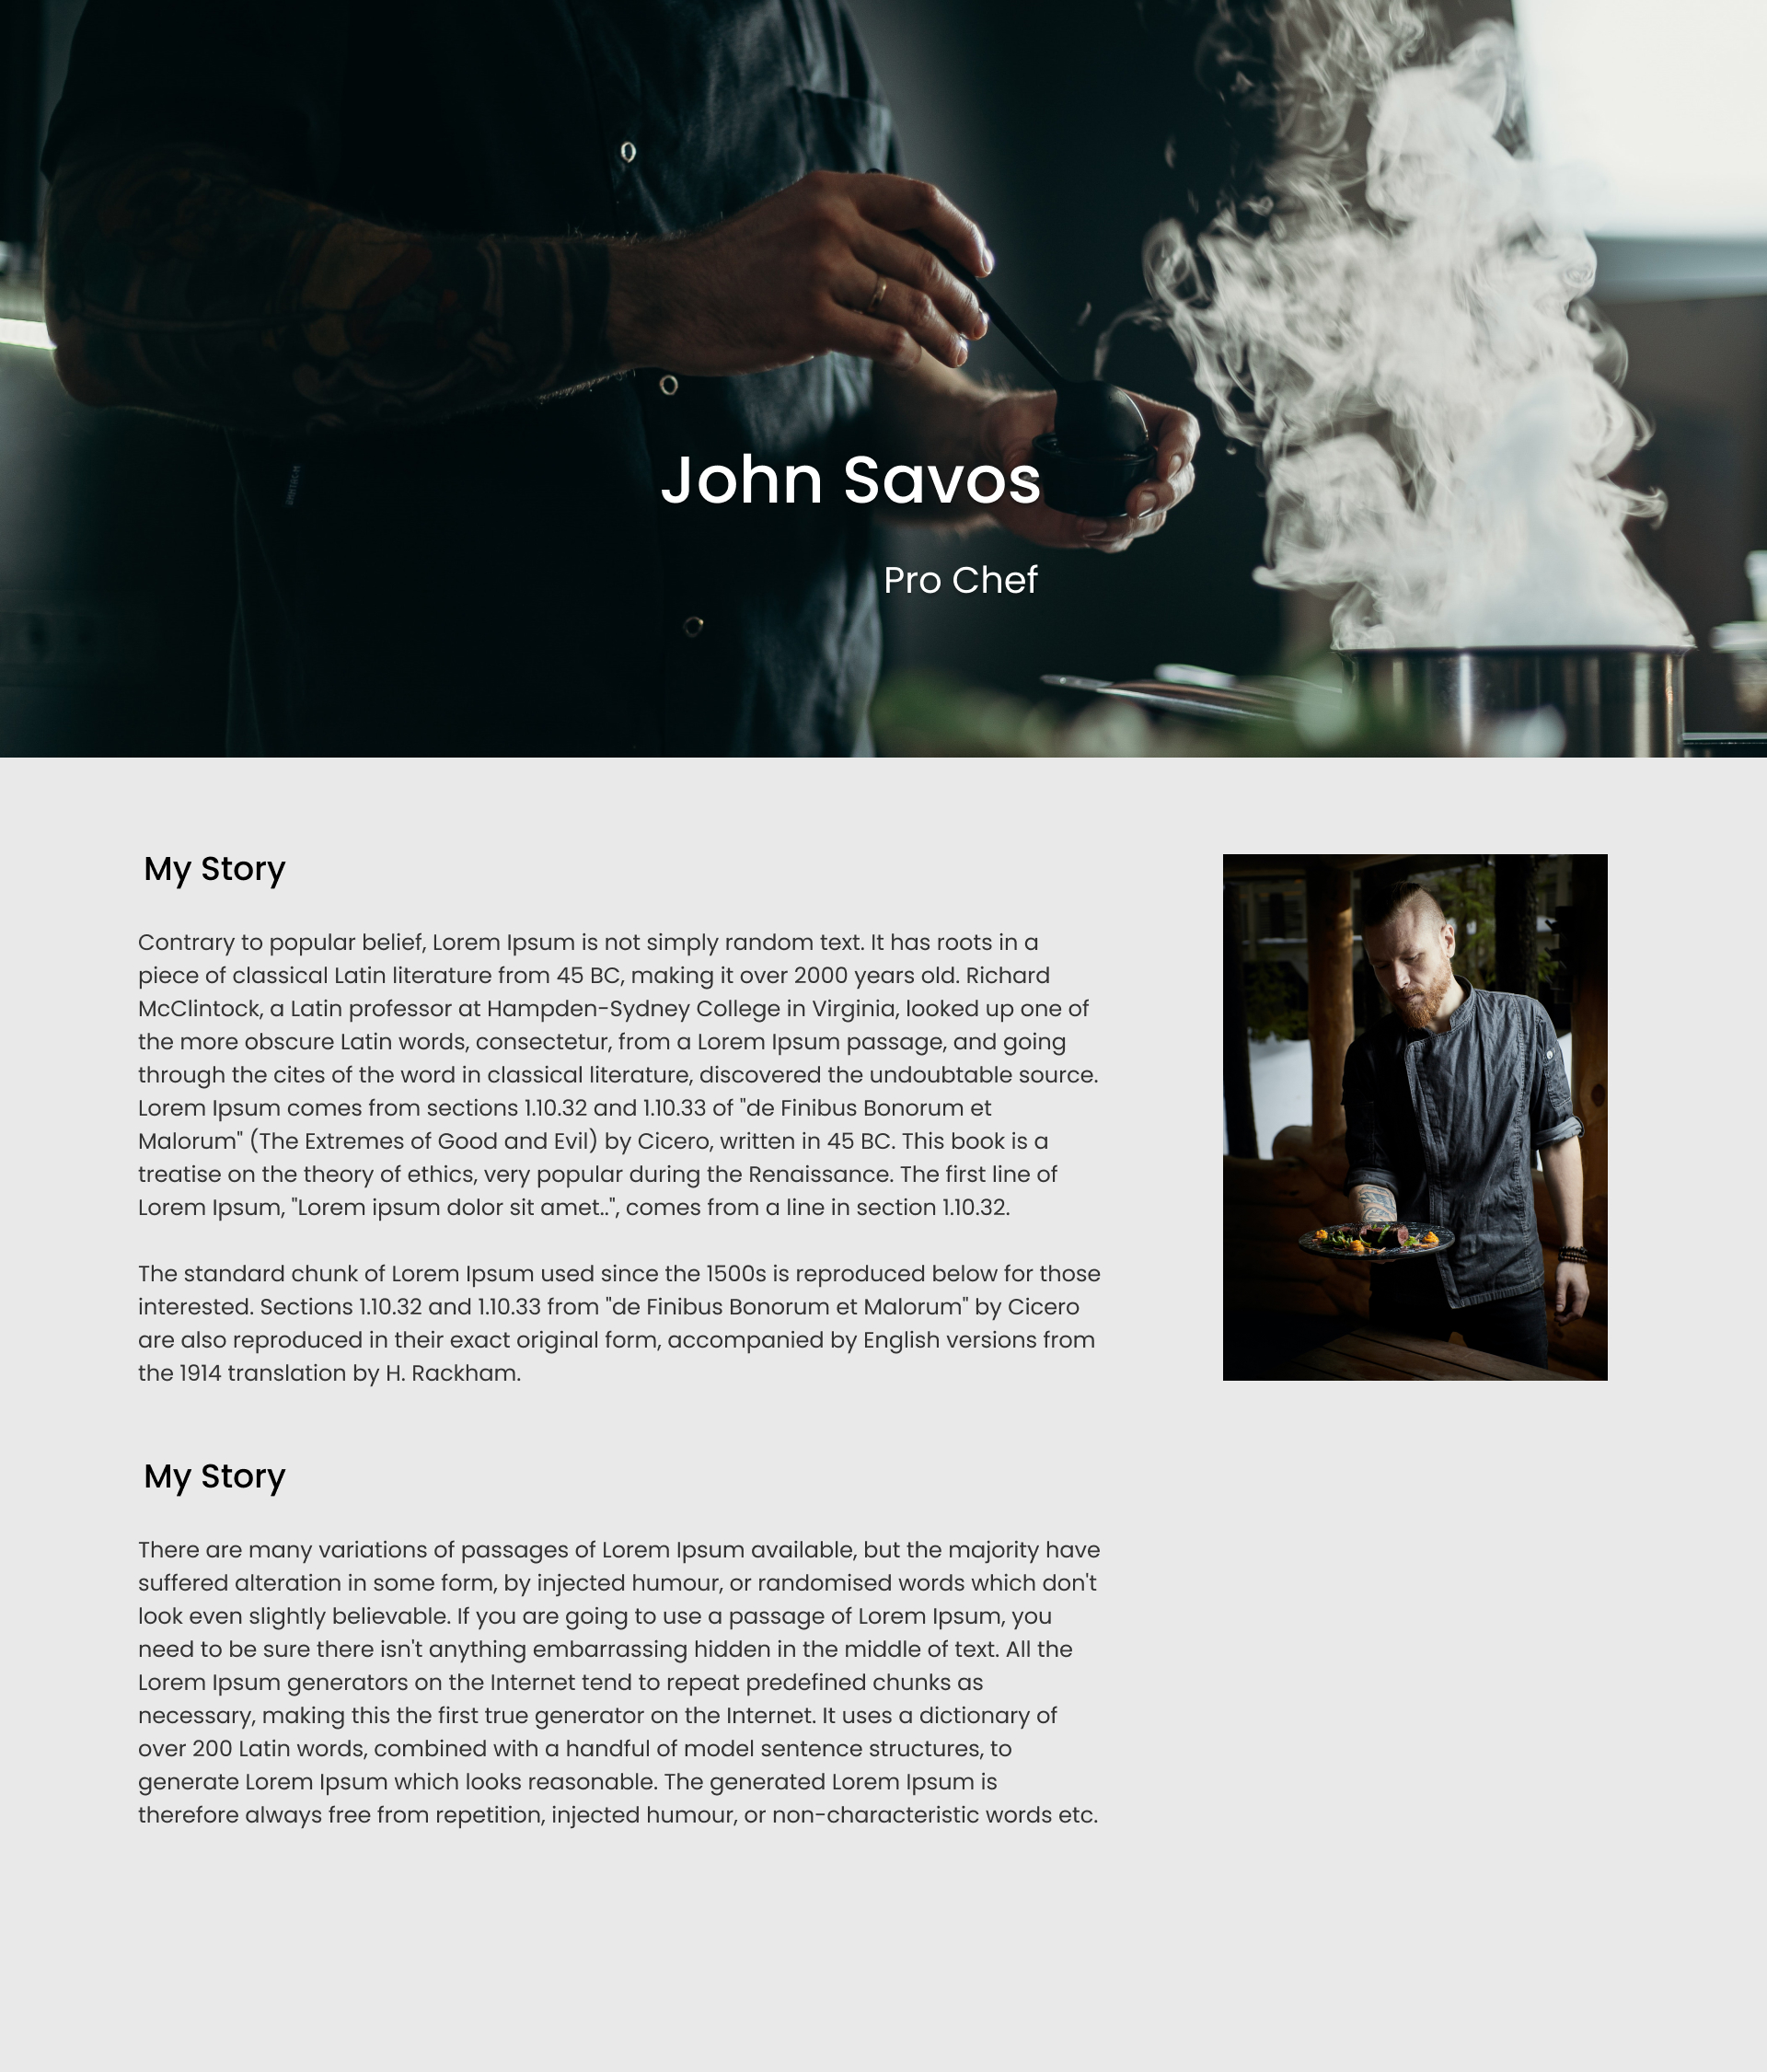 John Savos
Pro Chef
My Story
Contrary to popular belief, Lorem Ipsum is not simply random text. It has roots in a
piece of classical Latin literature from 45 BC, making it over 2000 years old. Richard
McClintock, a Latin professor at Hampden-Sydney College in Virginia, looked up one of
the more obscure Latin words, consectetur, from a Lorem Ipsum passage, and going
through the cites of the word in classical literature, discovered the undoubtable source.
Lorem Ipsum comes from sections 1.10.32 and 1.10.33 of "de Finibus Bonorum et
Malorum" (The Extremes of Good and Evil) by Cicero, written in 45 BC. This book is a
treatise on the theory of ethics, very popular during the Renaissance. The first line of
Lorem Ipsum, "Lorem ipsum dolor sit amet..", comes from a line in section 1.10.32.
The standard chunk of Lorem Ipsum used since the 1500s is reproduced below for those
interested. Sections 1.10.32 and 1.10.33 from "de Finibus Bonorum et Malorum" by Cicero
are also reproduced in their exact original form, accompanied by English versions from
the 1914 translation by H. Rackham.
My Story
There are many variations of passages of Lorem Ipsum available, but the majority have
suffered alteration in some form, by injected humour, or randomised words which don't
look even slightly believable. If you are going to use a passage of Lorem Ipsum, you
need to be sure there isn't anything embarrassing hidden in the middle of text. All the
Lorem Ipsum generators on the Internet tend to repeat predefined chunks as
necessary, making this the first true generator on the Internet. It uses a dictionary of
over 200 Latin words, combined with a handful of model sentence structures, to
generate Lorem Ipsum which looks reasonable. The generated Lorem Ipsum is
therefore always free from repetition, injected humour, or non-characteristic words etc.